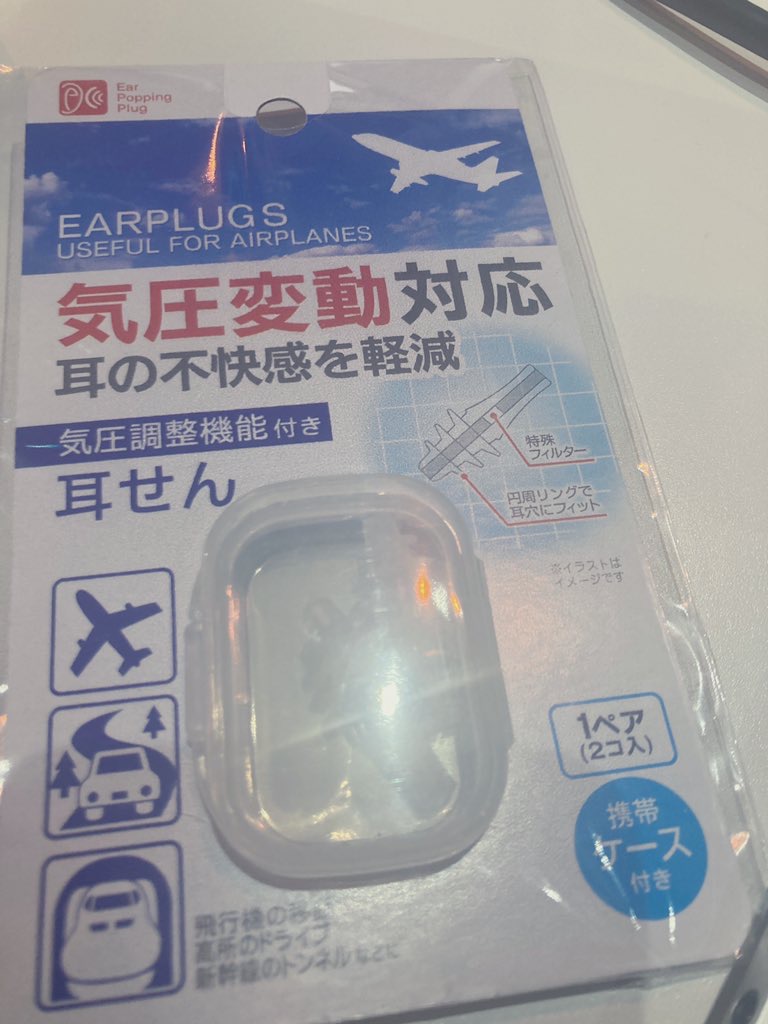 Ear
Popping
Plug
EARPLUGS
USEFUL FOR AIRPLANES
気圧変動対応
耳の不快感を軽減
気圧調整機能付き
耳せん
特殊
フィルター
円周リングで
耳穴にフィット
※イラストは
イメージです
1ペア
(2コ入)
携帯
ケース
付き
飛行機の
高所のドライブ
新幹線のトンネルなどに